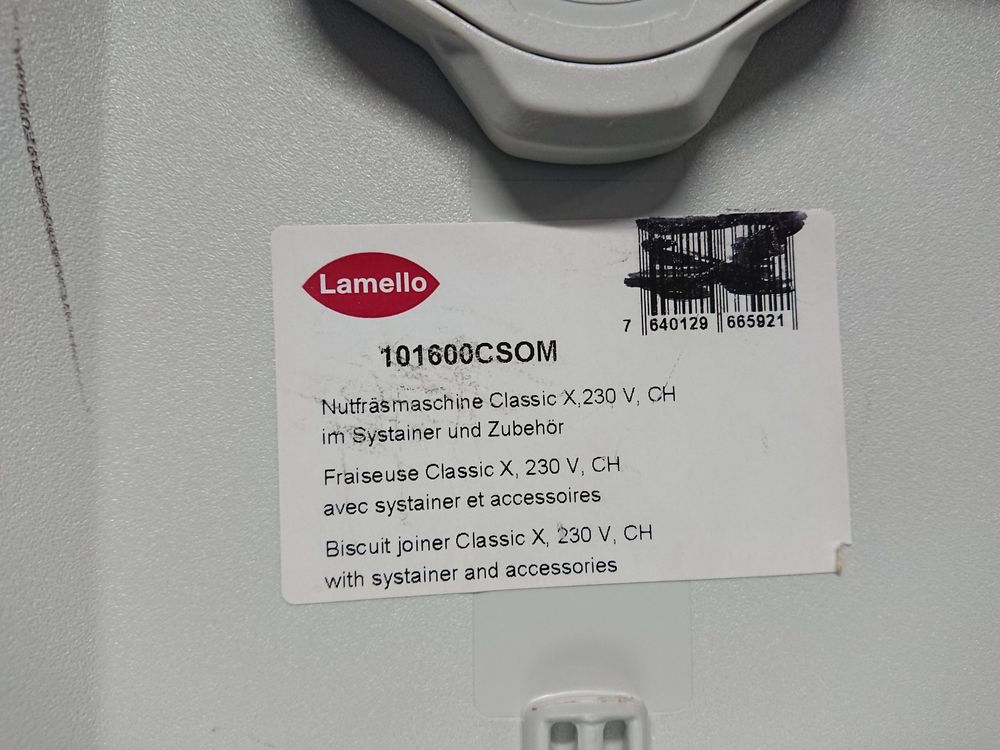 Lamello
7 640129 665921
101600CSOM
Nutfräsmaschine Classic X,230 V, CH
im Systainer und Zubehör
Fraiseuse Classic X, 230 V, CH
avec systainer et accessoires
Biscuit joiner Classic X, 230 V, CH
with systainer and accessories